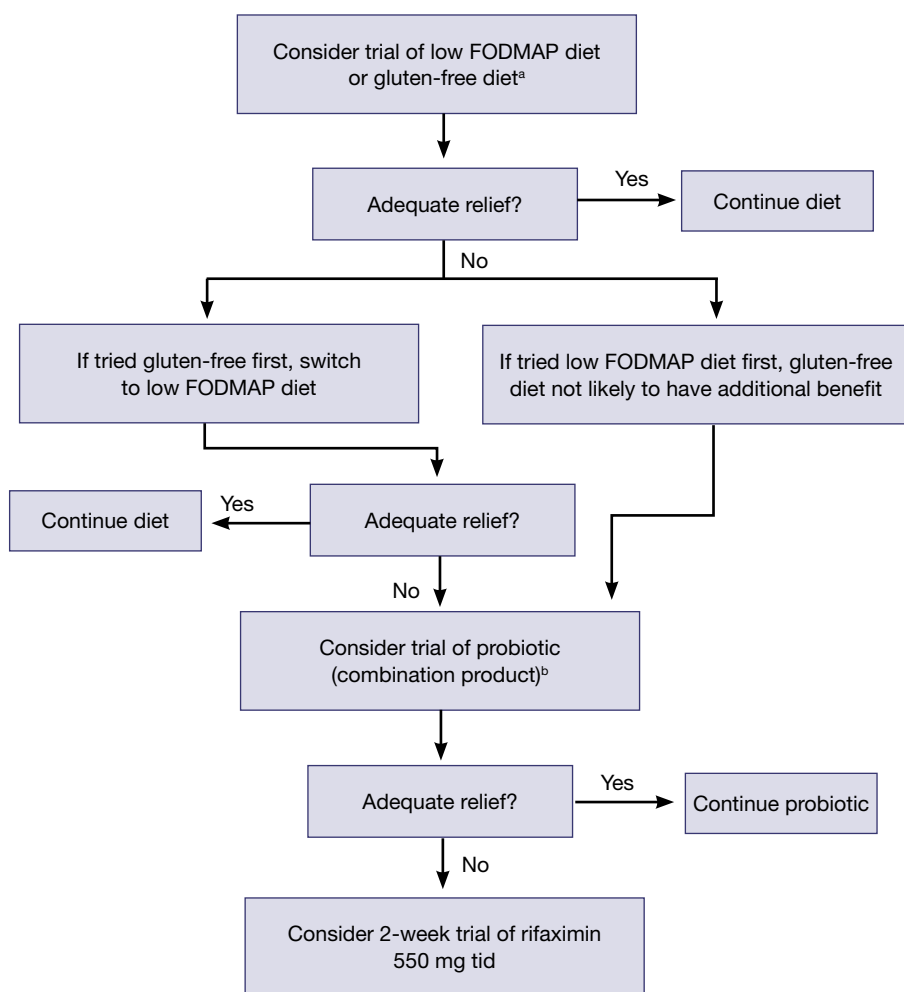 Consider trial of low FODMAP diet
or gluten-free dietᵃ
Adequate relief?
Yes
Continue diet
No
If tried gluten-free first, switch
to low FODMAP diet
If tried low FODMAP diet first, gluten-free
diet not likely to have additional benefit
Continue diet
Yes
Adequate relief?
No
Consider trial of probiotic
(combination product)ᵇ
Adequate relief?
Yes
Continue probiotic
No
Consider 2-week trial of rifaximin
550 mg tid